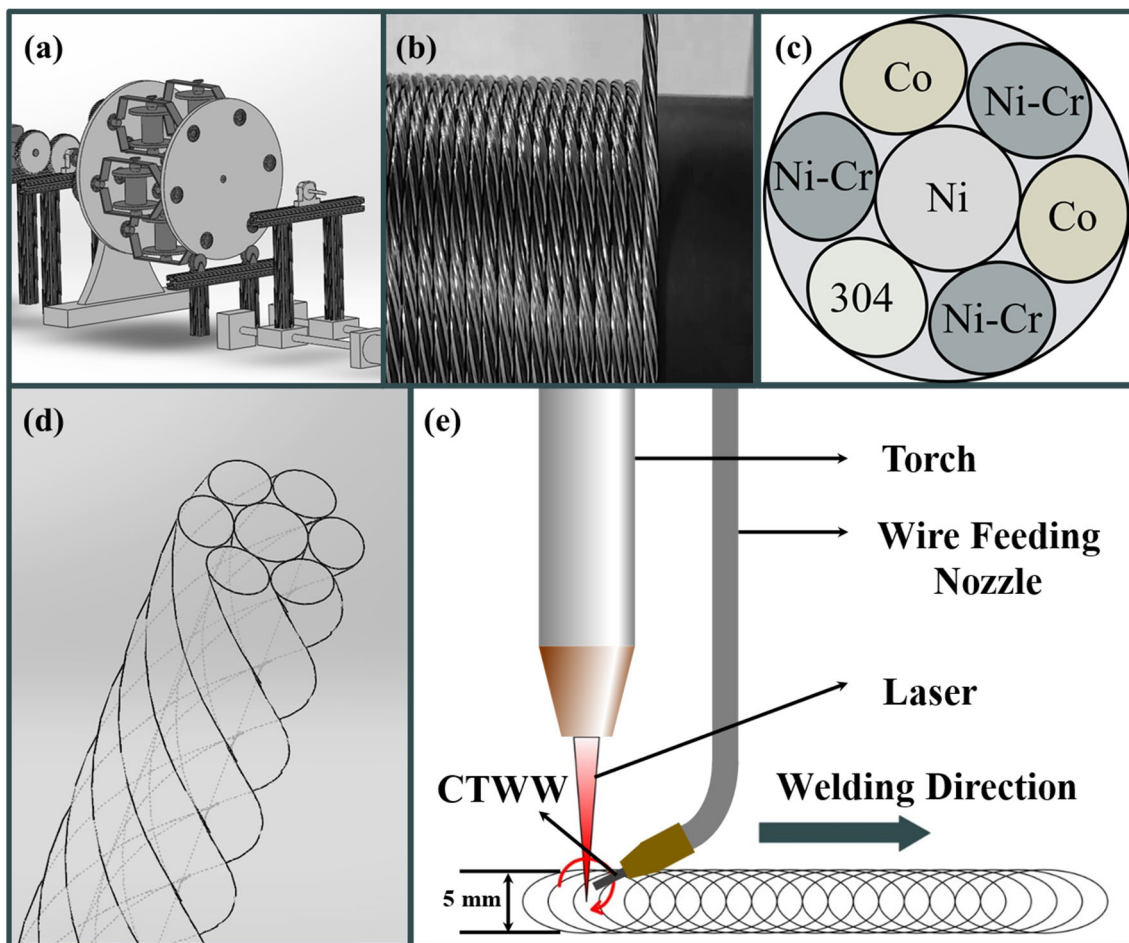 (a)
(b)
(c)
Co
Ni-Cr
Ni-Cr
Ni
Co
304
Ni-Cr
(d)
(e)
Torch
Wire Feeding
Nozzle
Laser
CTWW
Welding Direction
5 mm